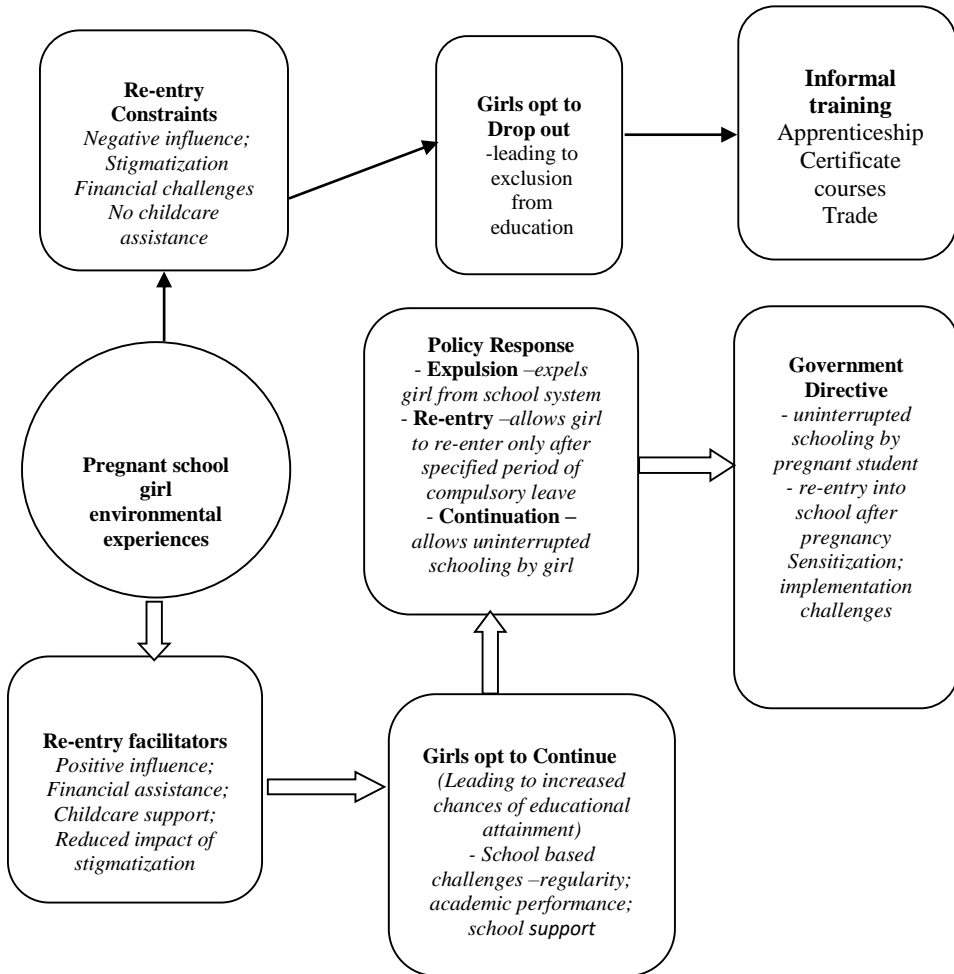 Re-entry
Constraints
Negative influence;
Stigmatization
Financial challenges
No childcare
assistance
Girls opt to
Drop out
-leading to
exclusion
from
education
Informal
training
Apprenticeship
Certificate
courses
Trade
Pregnant school
girl
environmental
experiences
Policy Response
- Expulsion –expels
girl from school system
- Re-entry –allows girl
to re-enter only after
specified period of
compulsory leave
- Continuation –
allows uninterrupted
schooling by girl
Government
Directive
- uninterrupted
schooling by
pregnant student
- re-entry into
school after
pregnancy
Sensitization;
implementation
challenges
Re-entry facilitators
Positive influence;
Financial assistance;
Childcare support;
Reduced impact of
stigmatization
Girls opt to Continue
(Leading to increased
chances of educational
attainment)
- School based
challenges –regularity;
academic performance;
school support